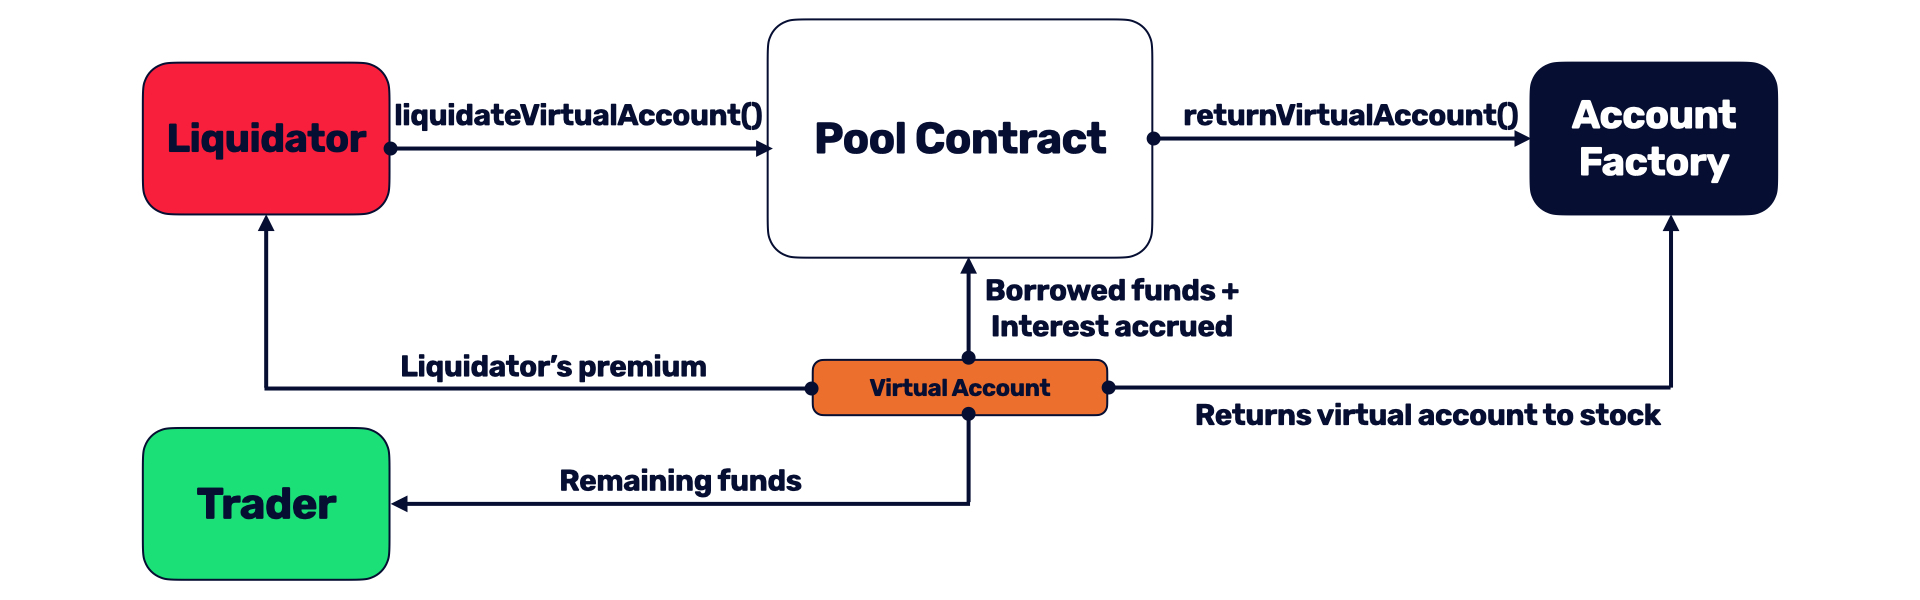 Liquidator
liquidateVirtualAccount()
Pool Contract
returnVirtualAccount()
Account
Factory
Borrowed funds +
Interest accrued
Liquidator’s premium
Virtual Account
Returns virtual account to stock
Remaining funds
Trader